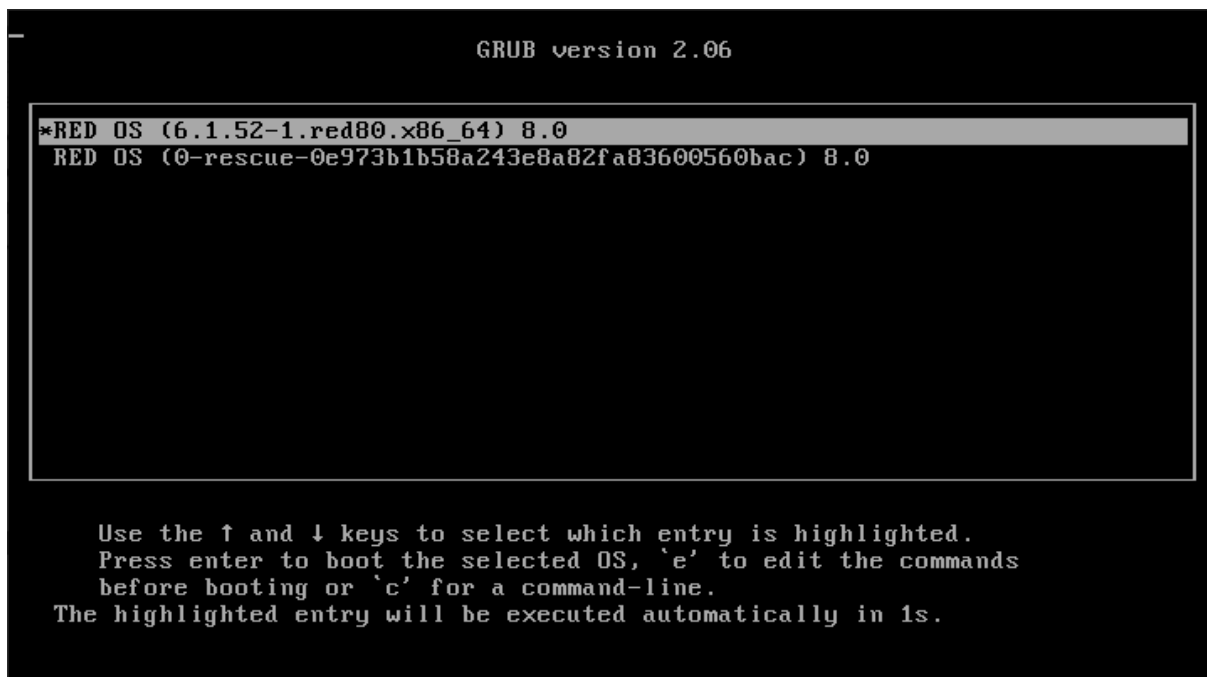 GRUB version 2.06
*RED OS (6.1.52-1.red80.x86_64) 8.0
RED OS (0-rescue-0e973b1b58a243e8a82fa83600560bac) 8.0
Use the ↑ and ↓ keys to select which entry is highlighted.
Press enter to boot the selected OS, `e' to edit the commands
before booting or `c' for a command-line.
The highlighted entry will be executed automatically in 1s.